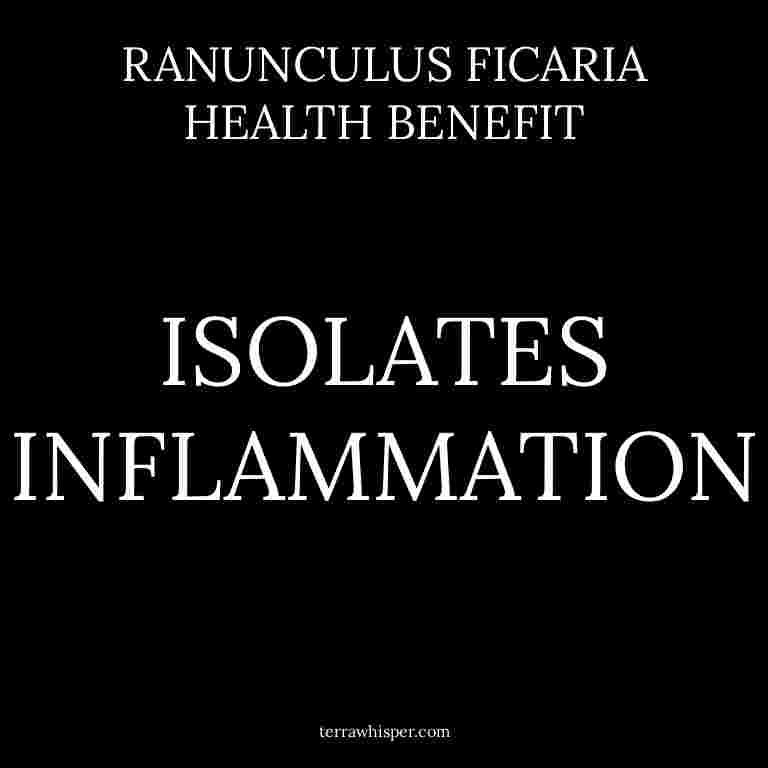 RANUNCULUS FICARIA
HEALTH BENEFIT
ISOLATES
INFLAMMATION
terrawhisper.com